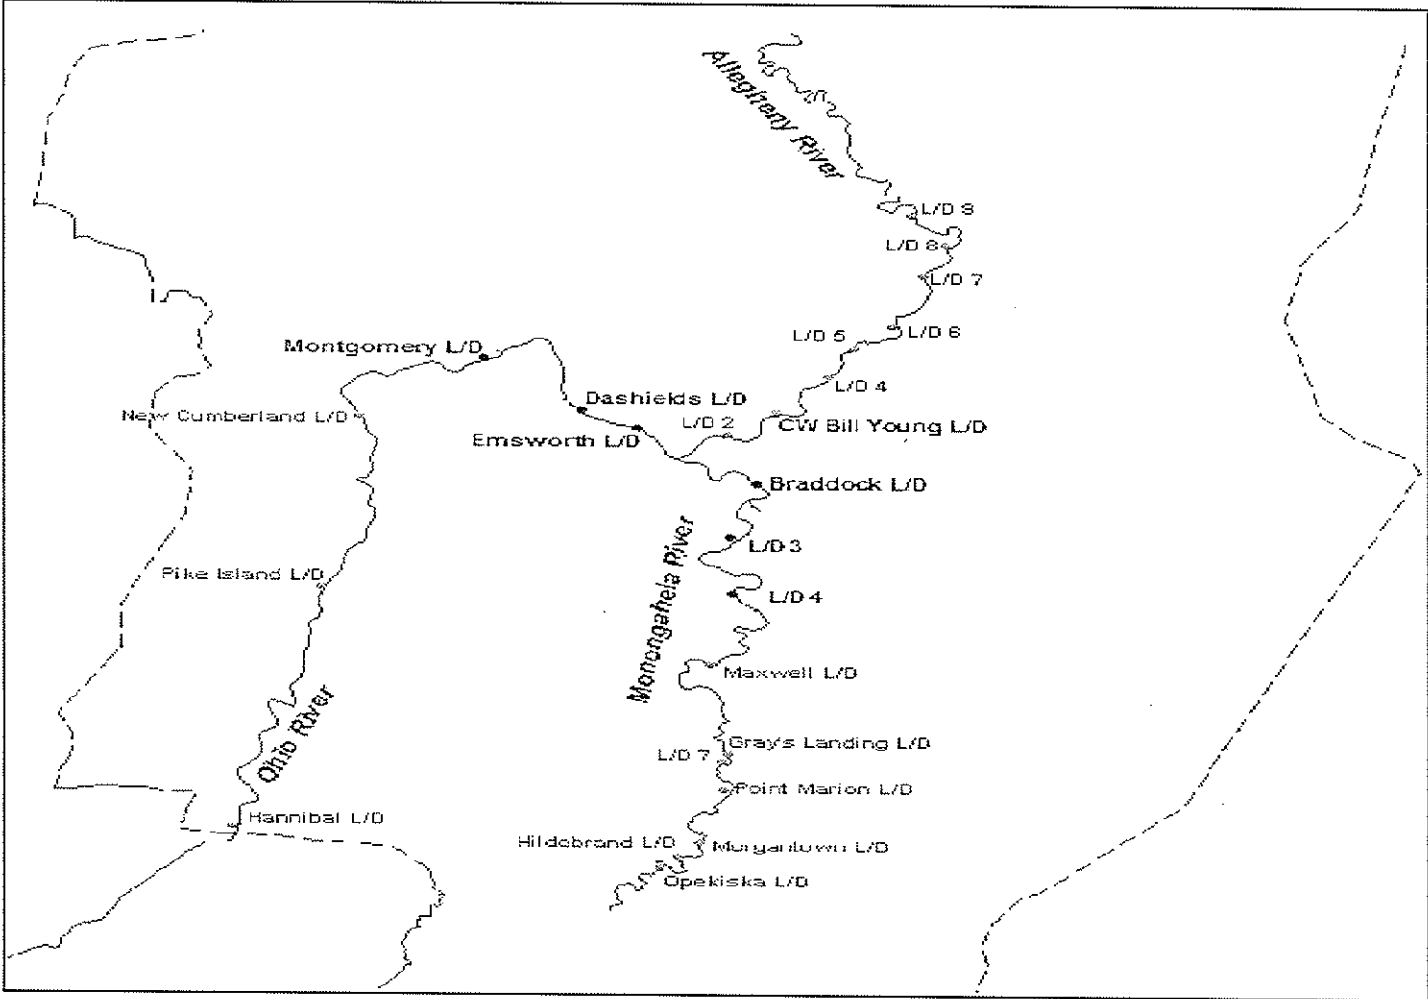 Allegheny River
L/D 9
L/D 8
L/D 7
L/D 6
L/D 5
Montgomery L/D
L/D 4
Dashields L/D
New Cumberland L/D
L/D 2
CW Bill Young L/D
Emsworth L/D
Braddock L/D
L/D 3
Pike Island L/D
L/D 4
Monongahela River
Maxwell L/D
Ohio River
Gray's Landing L/D
L/D 7
Point Marion L/D
Hannibal L/D
Hildebrand L/D
Morgantown L/D
Opekiska L/D